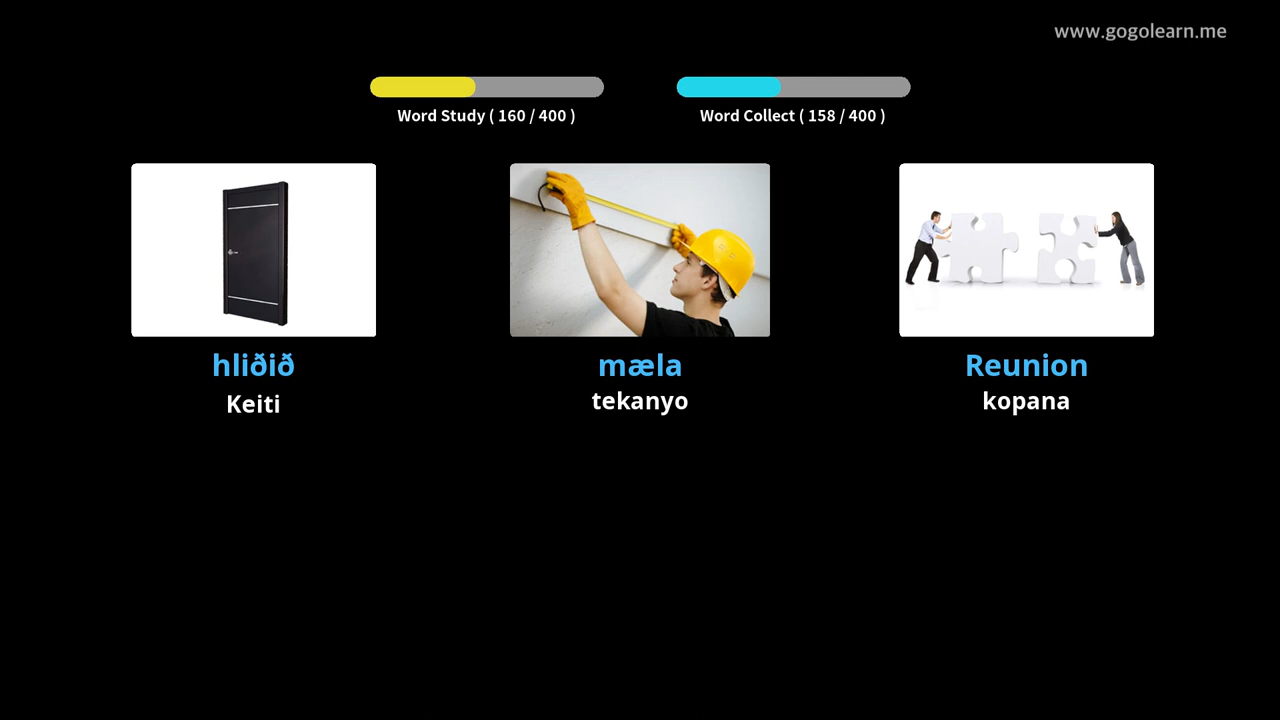 www.gogolearn.me
Word Study ( 160 / 400 )
Word Collect ( 158 / 400 )
hliðið
Keiti
mæla
tekanyo
Reunion
kopana